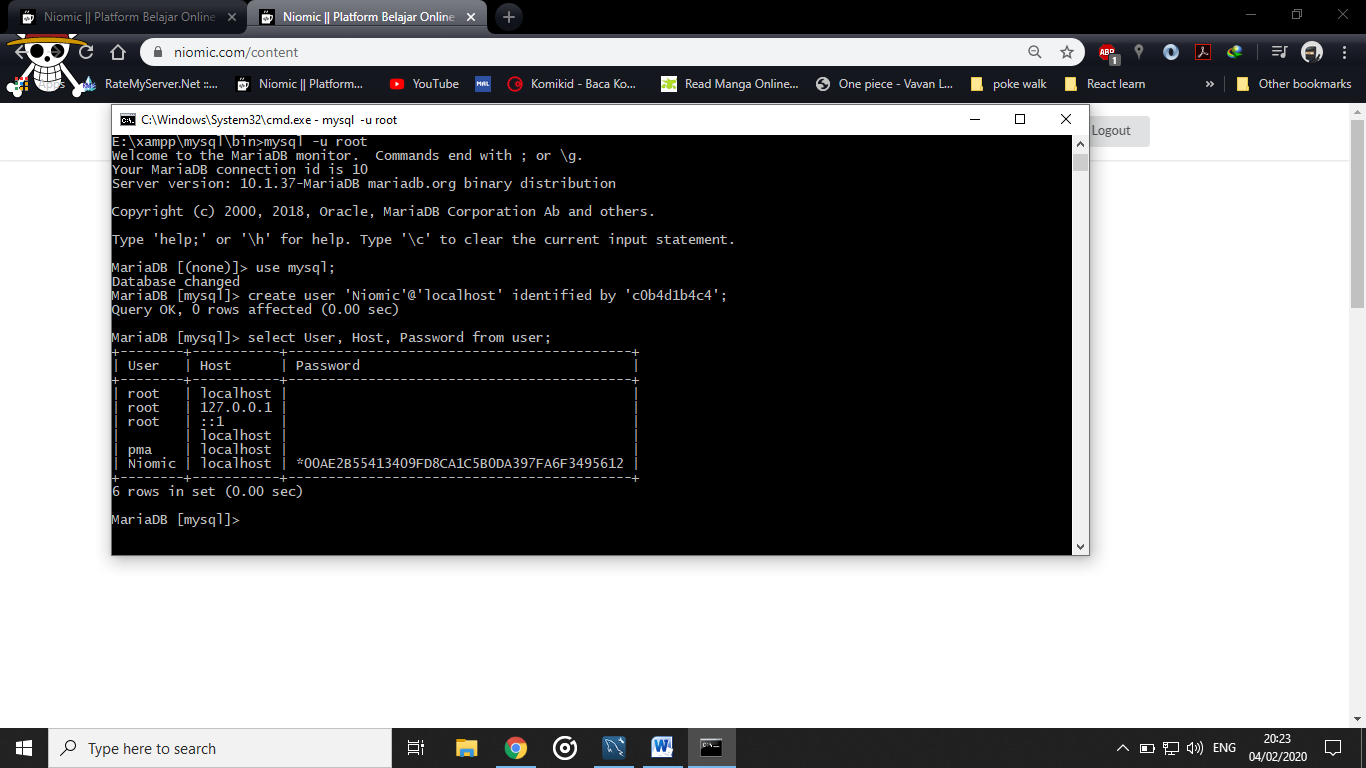 Niomic || Platform Belajar Online
Niomic || Platform Belajar Online
niomic.com/content
ABP
1
Apps
RateMyServer.Net ::...
Niomic || Platform...
YouTube
MAL
Komikid - Baca Ko...
Read Manga Online...
One piece - Vavan L...
poke walk
React learn
»
Other bookmarks
Logout
C:\Windows\System32\cmd.exe - mysql -u root
E:\xampp\mysql\bin>mysql -u root
Welcome to the MariaDB monitor.  Commands end with ; or \g.
Your MariaDB connection id is 10
Server version: 10.1.37-MariaDB mariadb.org binary distribution
Copyright (c) 2000, 2018, Oracle, MariaDB Corporation Ab and others.
Type 'help;' or '\h' for help. Type '\c' to clear the current input statement.
MariaDB [(none)]> use mysql;
Database changed
MariaDB [mysql]> create user 'Niomic'@'localhost' identified by 'c0b4d1b4c4';
Query OK, 0 rows affected (0.00 sec)
MariaDB [mysql]> select User, Host, Password from user;
+--------+-----------+-------------------------------------------+
| User   | Host      | Password                                  |
+--------+-----------+-------------------------------------------+
| root   | localhost |                                           |
| root   | 127.0.0.1 |                                           |
| root   | ::1       |                                           |
|        | localhost |                                           |
| pma    | localhost |                                           |
| Niomic | localhost | *00AE2B55413409FD8CA1C5B0DA397FA6F3495612 |
+--------+-----------+-------------------------------------------+
6 rows in set (0.00 sec)
MariaDB [mysql]>
Type here to search
ENG
20:23
04/02/2020